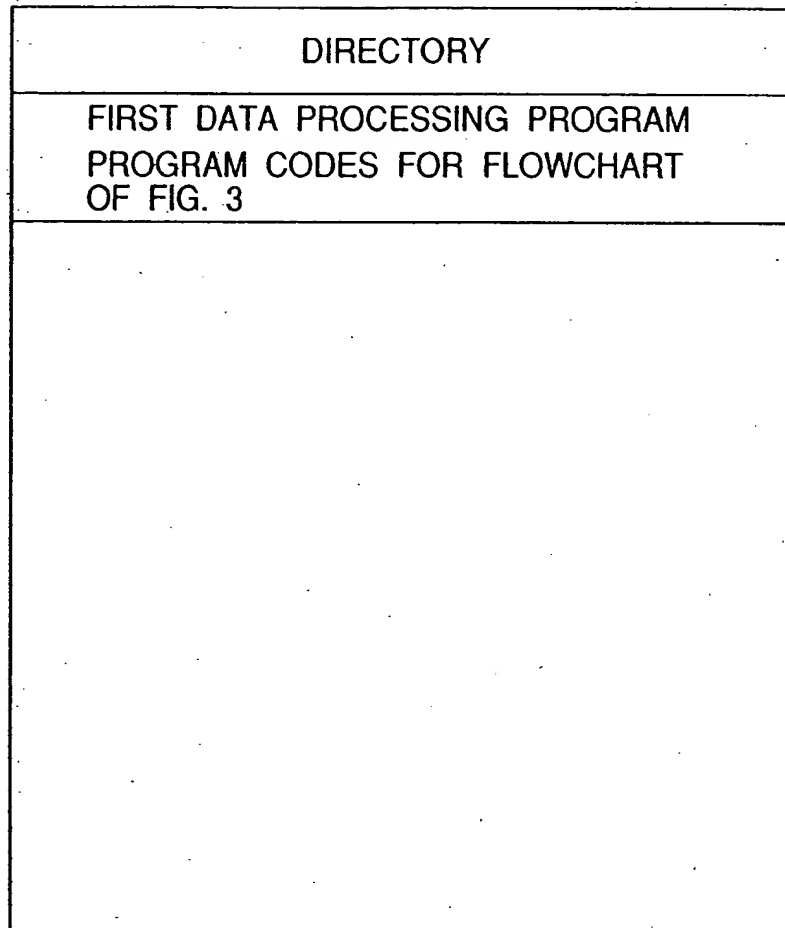 DIRECTORY
FIRST DATA PROCESSING PROGRAM
PROGRAM CODES FOR FLOWCHART
OF FIG. 3